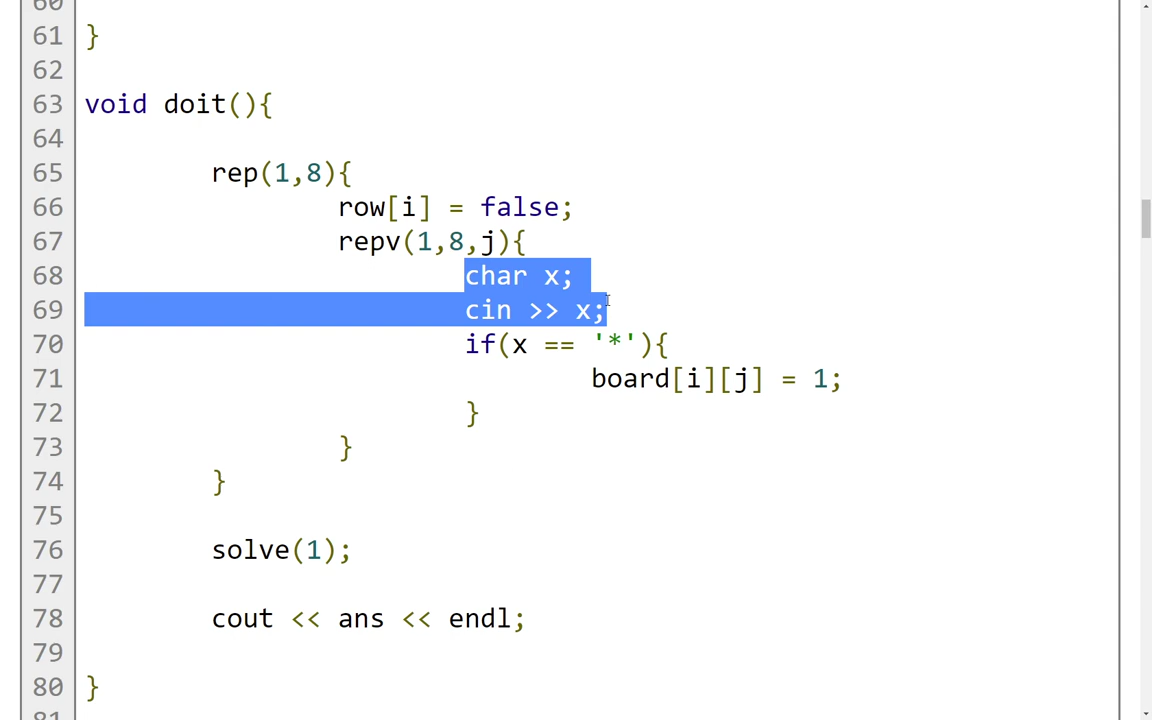 60
61 }
62
63 void doit(){
64
65 rep(1,8){
66 row[i] = false;
67 repv(1,8,j){
68 char x;
69 cin >> x;
70 if(x == '*'){
71 board[i][j] = 1;
72 }
73 }
74 }
75
76 solve(1);
77
78 cout << ans << endl;
79
80 }
81